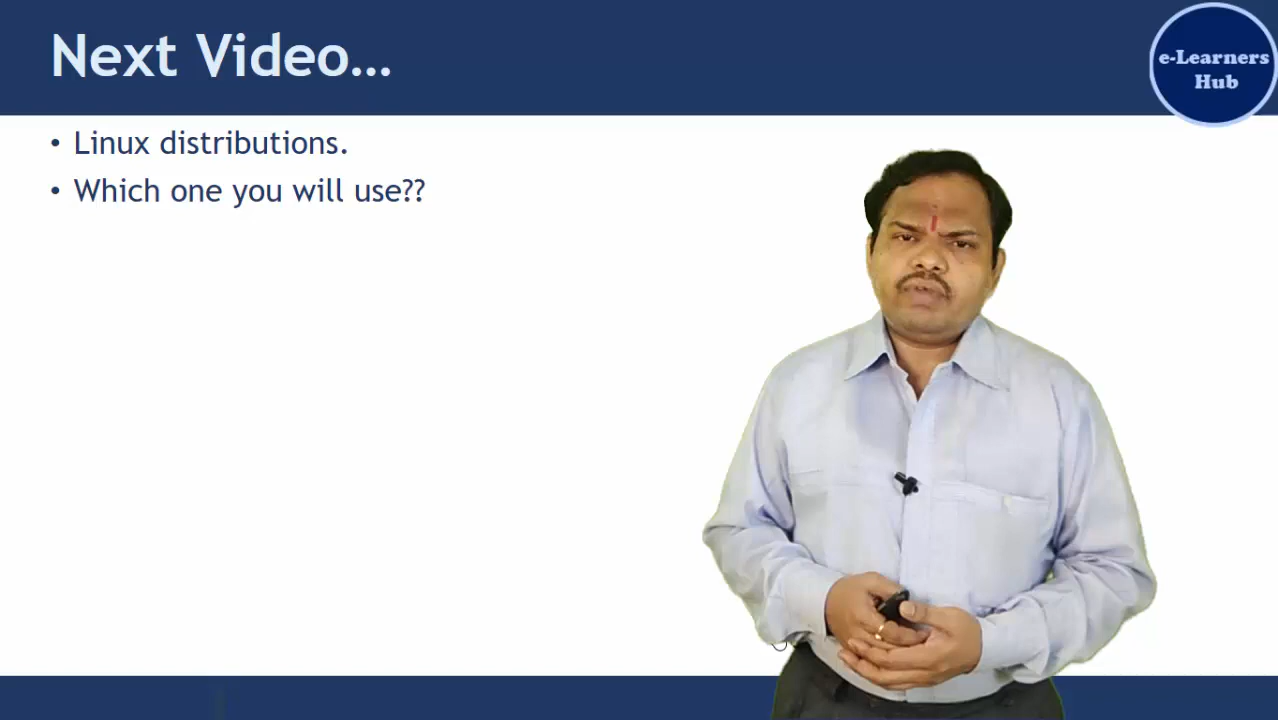 Next Video...
e-Learners
Hub
• Linux distributions.
• Which one you will use??